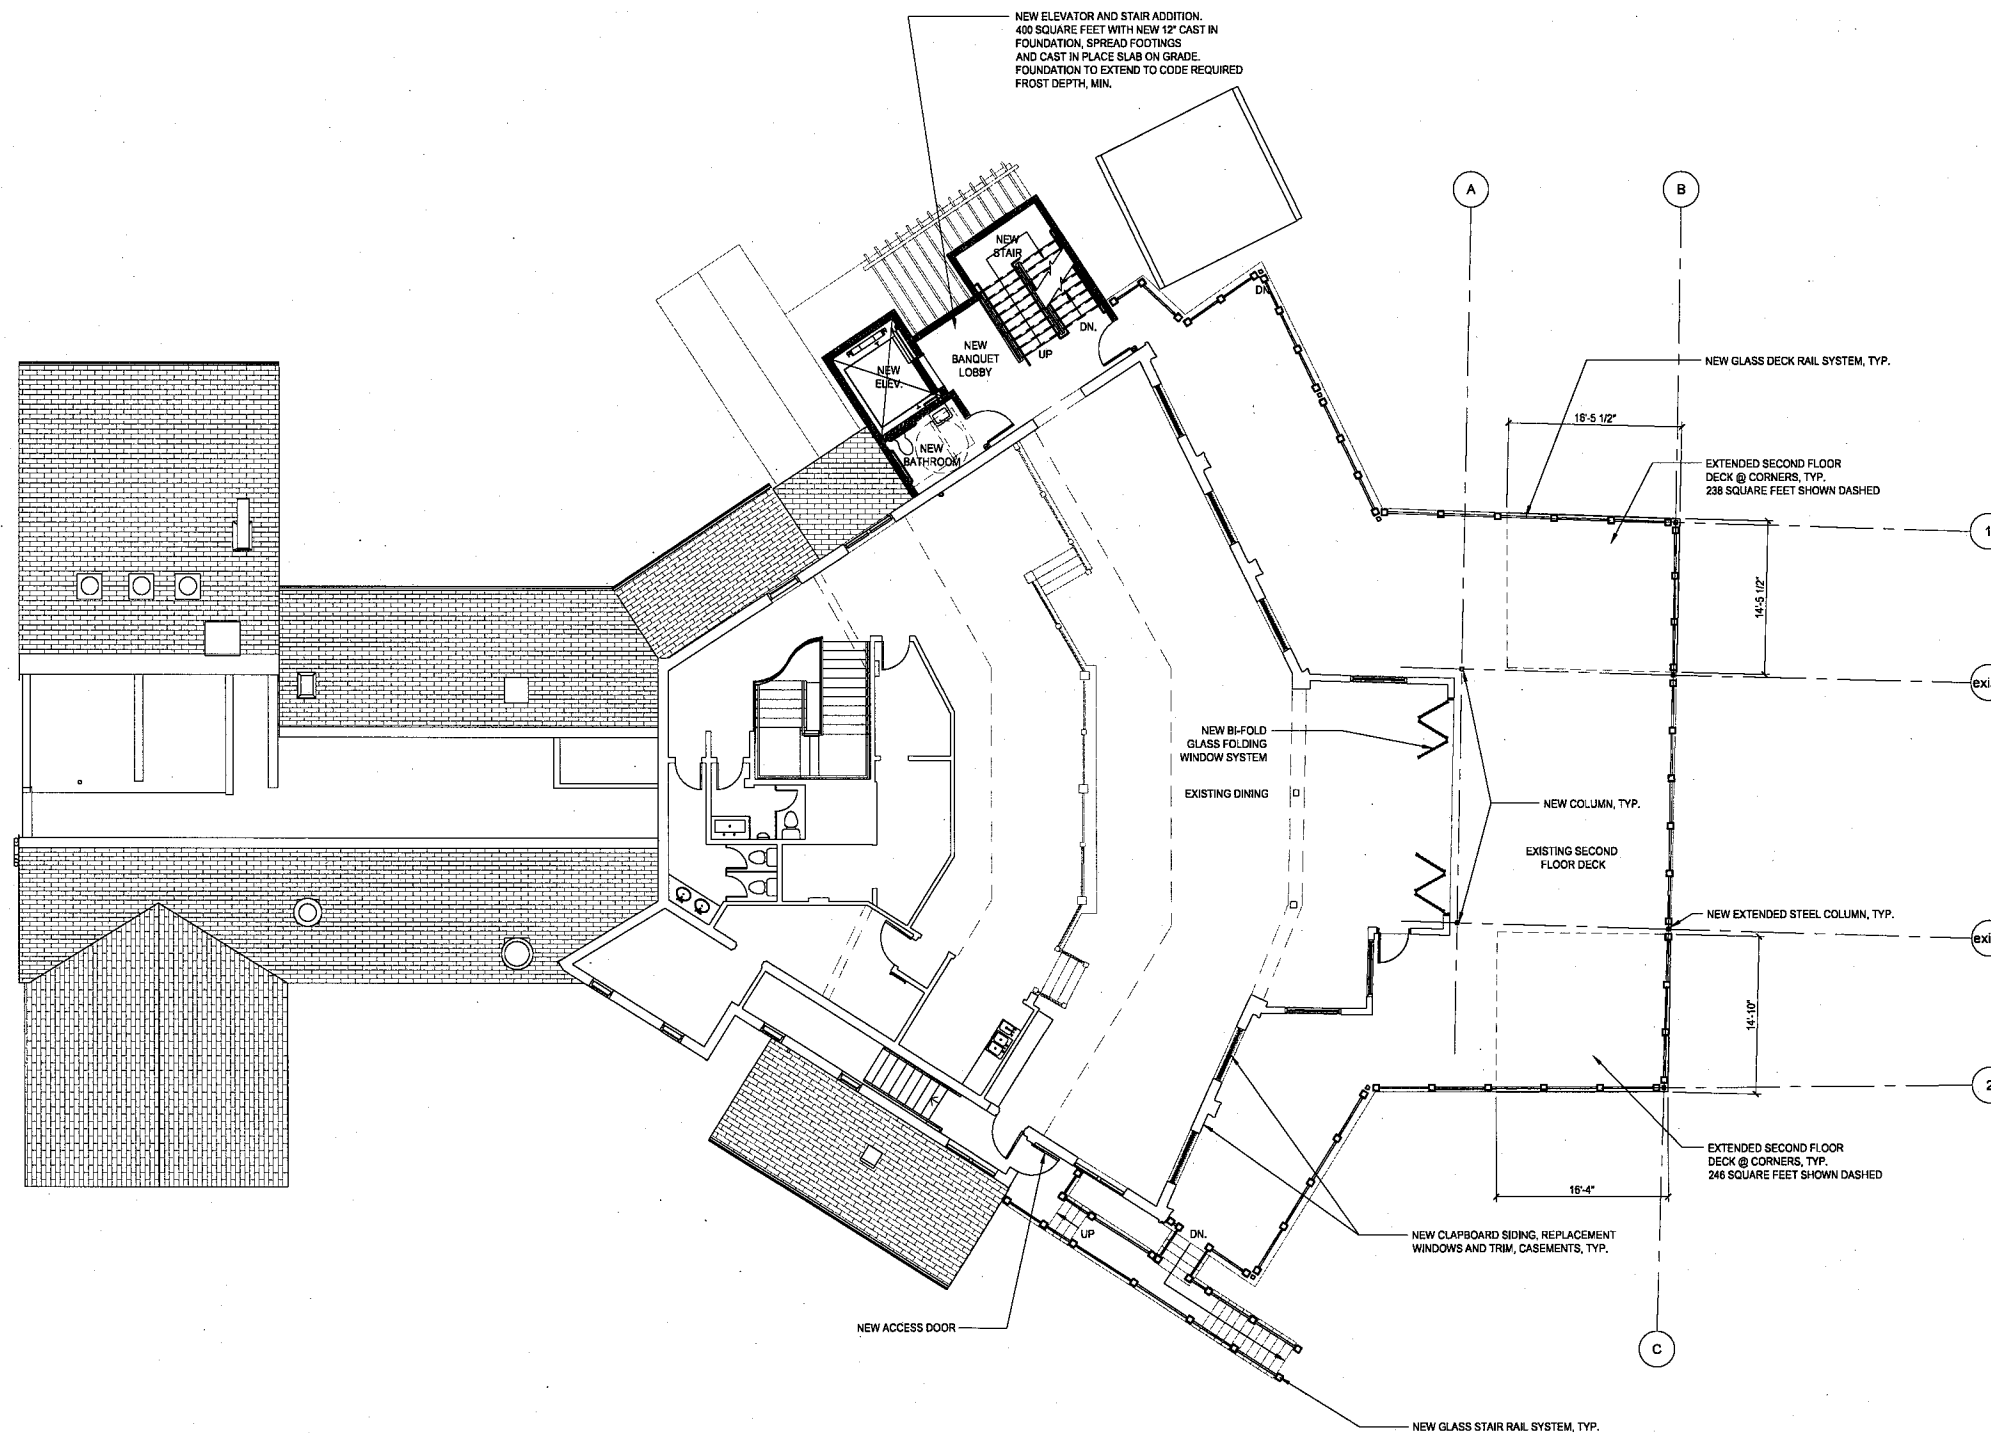 NEW ELEVATOR AND STAIR ADDITION.
400 SQUARE FEET WITH NEW 12" CAST IN
FOUNDATION, SPREAD FOOTINGS
AND CAST IN PLACE SLAB ON GRADE.
FOUNDATION TO EXTEND TO CODE REQUIRED
FROST DEPTH, MIN.
A
B
NEW
STAIR
DN.
UP
DN.
NEW
BANQUET
LOBBY
NEW
ELEV.
NEW
BATHROOM
NEW GLASS DECK RAIL SYSTEM, TYP.
16'-5 1/2"
EXTENDED SECOND FLOOR
DECK @ CORNERS, TYP.
238 SQUARE FEET SHOWN DASHED
1
14'-5 1/2"
exi
NEW BI-FOLD
GLASS FOLDING
WINDOW SYSTEM
EXISTING DINING
NEW COLUMN, TYP.
EXISTING SECOND
FLOOR DECK
NEW EXTENDED STEEL COLUMN, TYP.
exi
14'-10"
2
EXTENDED SECOND FLOOR
DECK @ CORNERS, TYP.
246 SQUARE FEET SHOWN DASHED
16'-4"
UP
DN.
NEW CLAPBOARD SIDING, REPLACEMENT
WINDOWS AND TRIM, CASEMENTS, TYP.
NEW ACCESS DOOR
C
NEW GLASS STAIR RAIL SYSTEM, TYP.